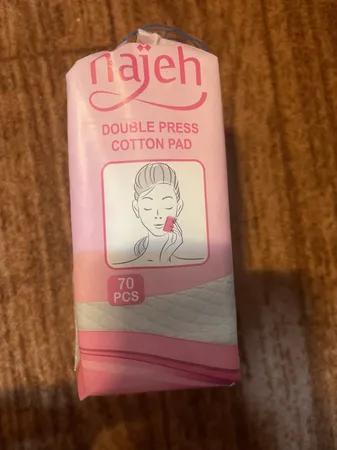 najeh
DOUBLE PRESS
COTTON PAD
70
PCS